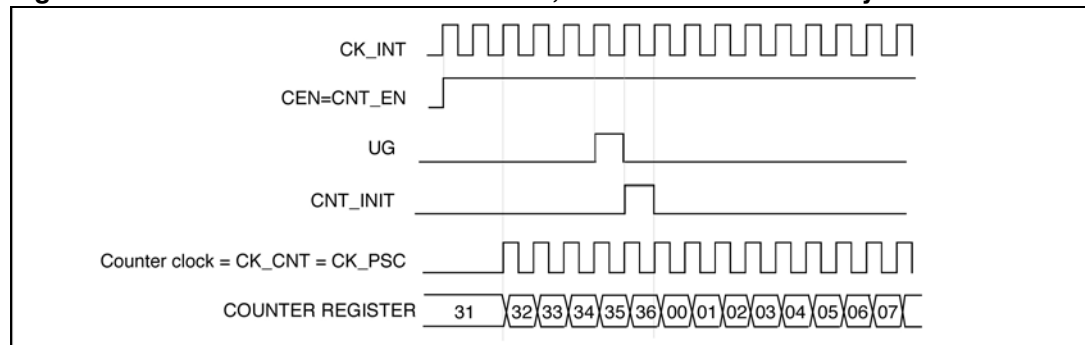 CK_INT
CEN=CNT_EN
UG
CNT_INIT
Counter clock = CK_CNT = CK_PSC
COUNTER REGISTER 31 32 33 34 35 36 00 01 02 03 04 05 06 07